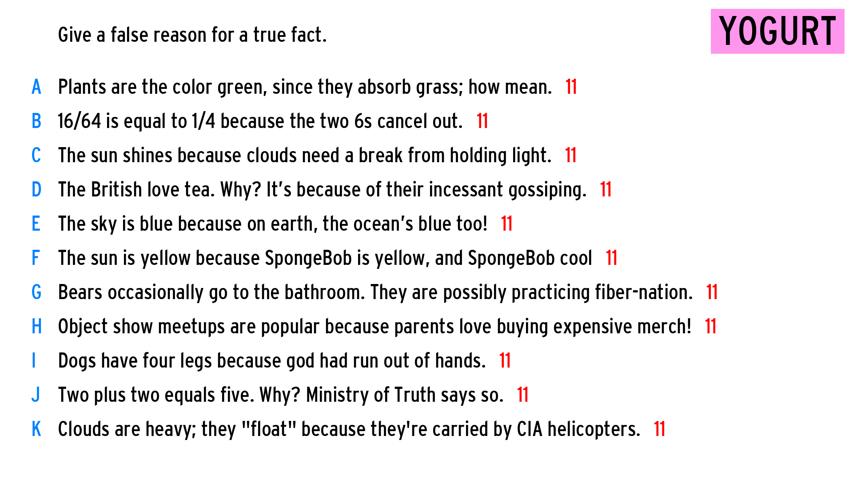 Give a false reason for a true fact.
YOGURT
A Plants are the color green, since they absorb grass; how mean. 11
B 16/64 is equal to 1/4 because the two 6s cancel out. 11
C The sun shines because clouds need a break from holding light. 11
D The British love tea. Why? It's because of their incessant gossiping. 11
E The sky is blue because on earth, the ocean's blue too! 11
F The sun is yellow because SpongeBob is yellow, and SpongeBob cool 11
G Bears occasionally go to the bathroom. They are possibly practicing fiber-nation. 11
H Object show meetups are popular because parents love buying expensive merch! 11
I Dogs have four legs because god had run out of hands. 11
J Two plus two equals five. Why? Ministry of Truth says so. 11
K Clouds are heavy; they "float" because they're carried by CIA helicopters. 11